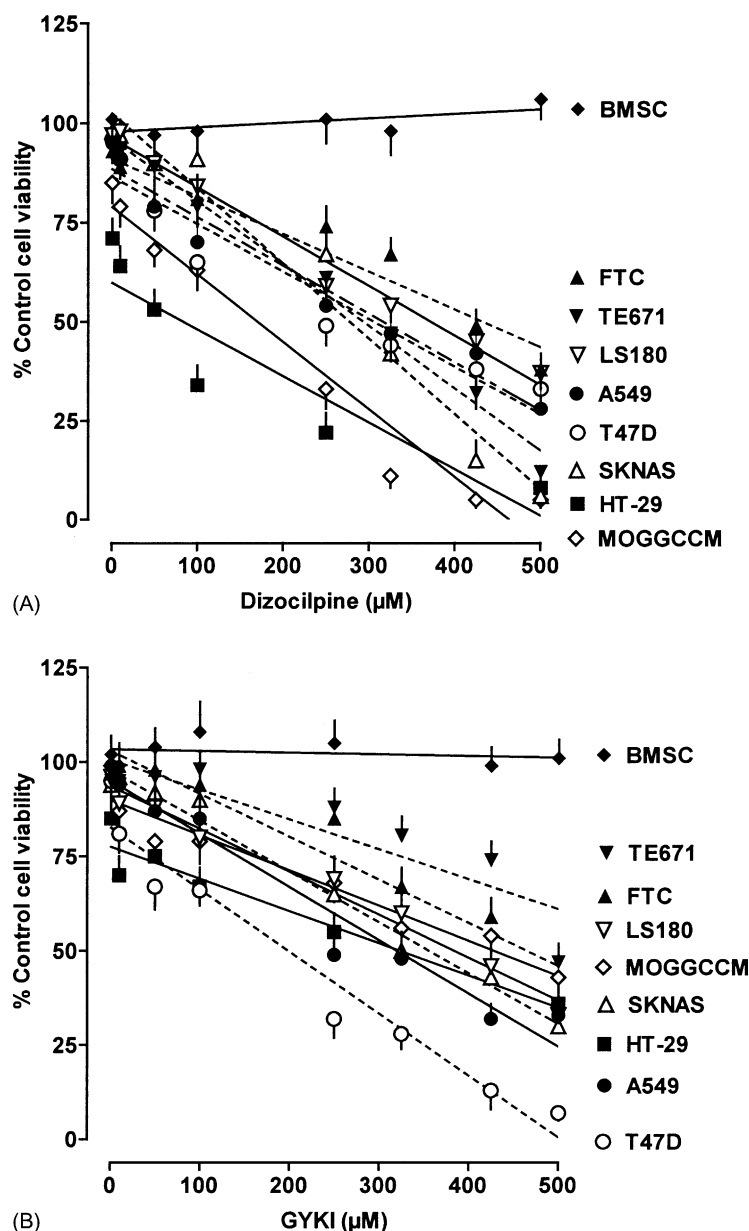 125
100
75
50
25
0
% Control cell viability
BMSC
FTC
TE671
LS180
A549
T47D
SKNAS
HT-29
MOGGCCM
0 100 200 300 400 500
Dizocilpine (µM)
(A)
125
100
75
50
25
0
% Control cell viability
BMSC
TE671
FTC
LS180
MOGGCCM
SKNAS
HT-29
A549
T47D
0 100 200 300 400 500
GYKI (µM)
(B)